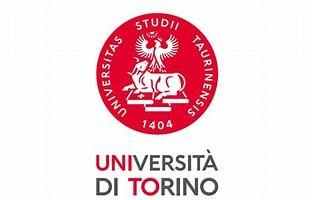 UNIVERSITAS STUDII TAURINENSIS
1404
UNIVERSITÀ
DI TORINO